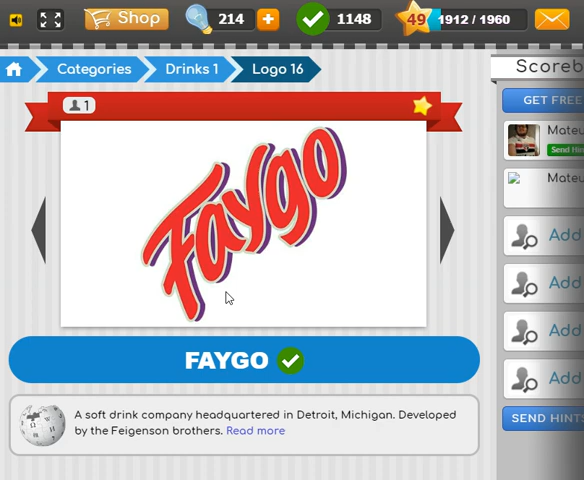 Shop 214 + 1148 49 1912 / 1960
Categories Drinks 1 Logo 16
Scoreb
1
GET FREE
Faygo
Mateu
Send Hin
Mateu
Add
Add
Add
Add
FAYGO
SEND HINTS
A soft drink company headquartered in Detroit, Michigan. Developed
by the Feigenson brothers. Read more